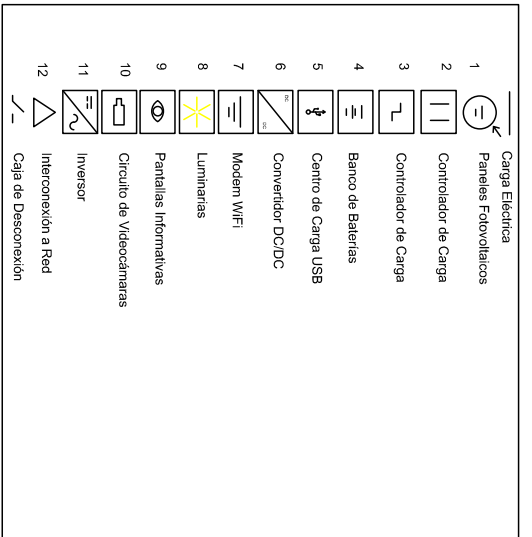 Carga Eléctrica
1 Paneles Fotovoltaicos
2 Controlador de Carga
3 Controlador de Carga
4 Banco de Baterías
5 Centro de Carga USB
6 DC CC Convertidor DC/DC
7 Modem WiFi
8 Luminarias
9 Pantallas Informativas
10 Circuito de Videocámaras
11 Inversor
12 Interconexión a Red
Caja de Desconexión